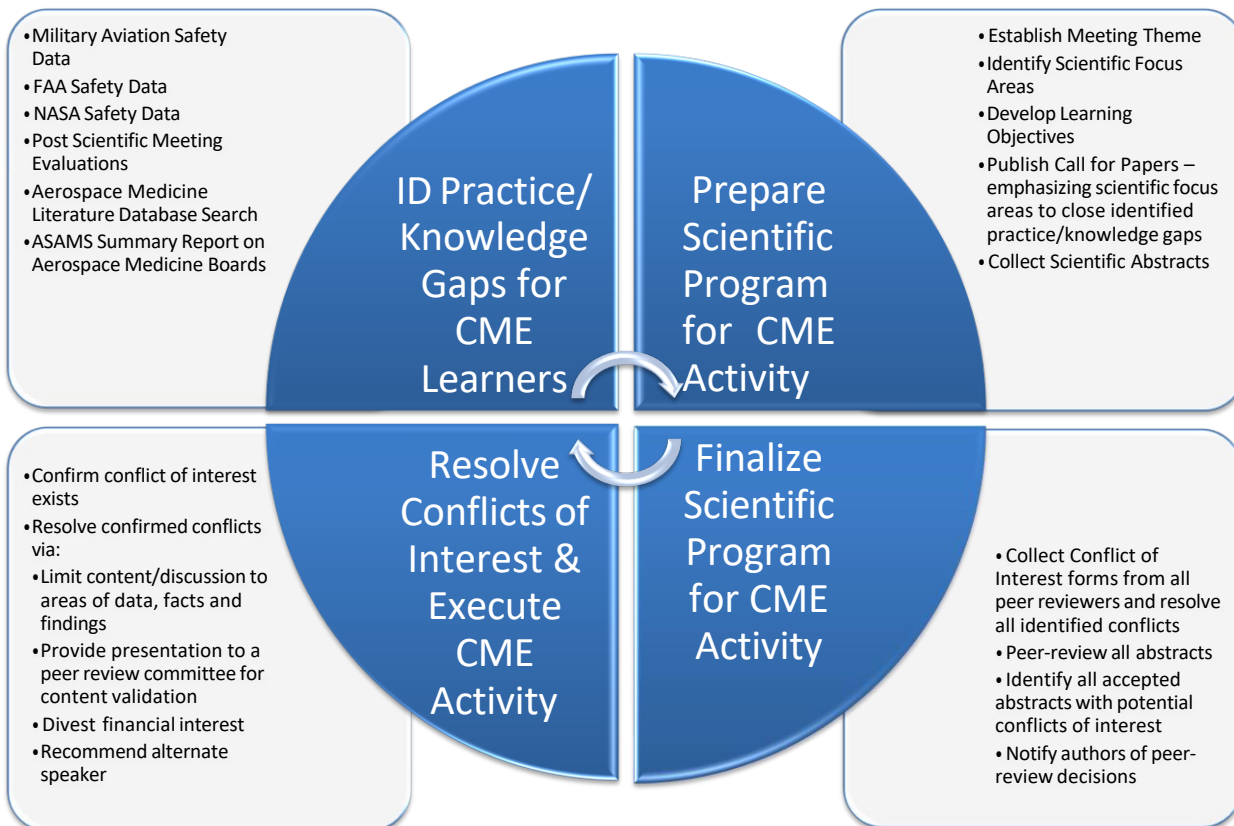 •Military Aviation Safety
Data
•FAA Safety Data
•NASA Safety Data
•Post Scientific Meeting
Evaluations
•Aerospace Medicine
Literature Database Search
•ASAMS Summary Report on
Aerospace Medicine Boards
ID Practice/
Knowledge
Gaps for
CME
Learners
Prepare
Scientific
Program
for CME
Activity
•Establish Meeting Theme
•Identify Scientific Focus
Areas
•Develop Learning
Objectives
•Publish Call for Papers –
emphasizing scientific focus
areas to close identified
practice/knowledge gaps
•Collect Scientific Abstracts
•Confirm conflict of interest
exists
•Resolve confirmed conflicts
via:
•Limit content/discussion to
areas of data, facts and
findings
•Provide presentation to a
peer review committee for
content validation
•Divest financial interest
•Recommend alternate
speaker
Resolve
Conflicts of
Interest &
Execute
CME
Activity
Finalize
Scientific
Program
for CME
Activity
•Collect Conflict of
Interest forms from all
peer reviewers and resolve
all identified conflicts
•Peer-review all abstracts
•Identify all accepted
abstracts with potential
conflicts of interest
•Notify authors of peer-
review decisions